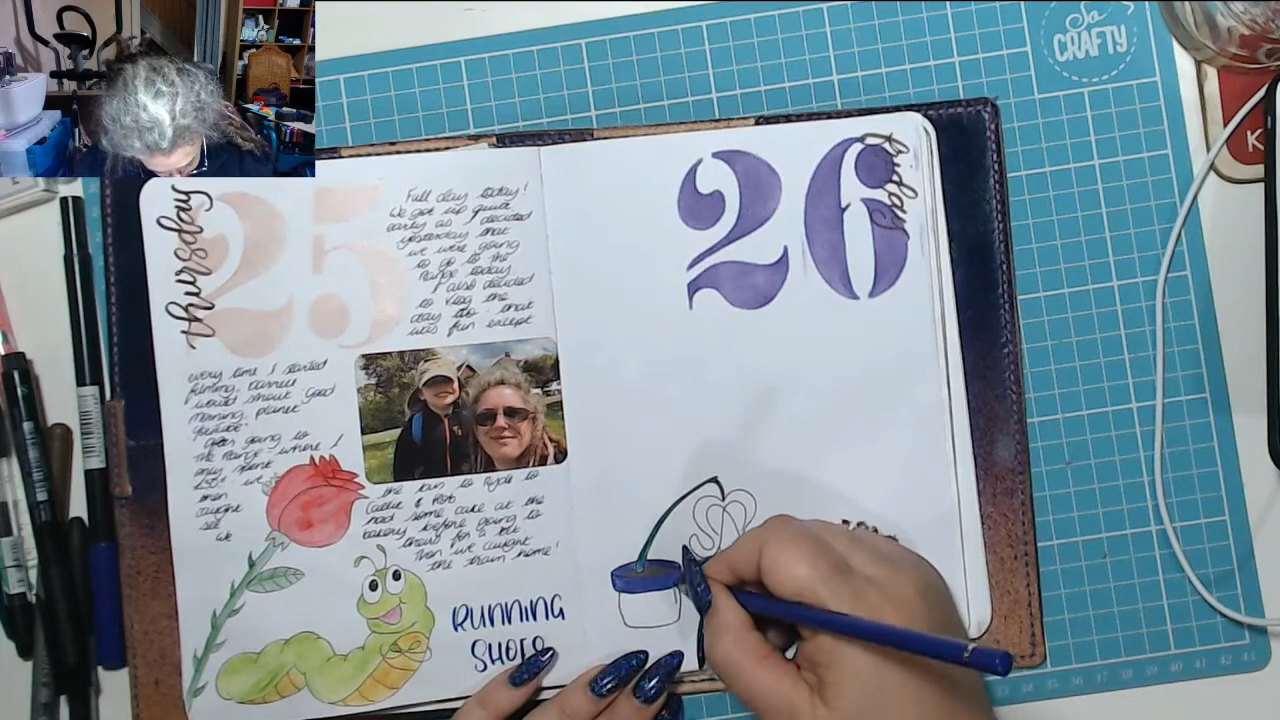 So
CRAFTY
K
Thursday
25
Full day today!
We got up quite
early as I decided
yesterday that
we were going
to go to the
Range today.
I also decided
to vlog the
day too - that
was fun except
every time I started
filming,
would shout 'Good
morning, planet
Youtube'
After going to
The Range - where I
only spent
we
then
caught
see
we
the bus to Ryde to
Callie & Rob
had some cake at the
bakery before going to
for a bit
Then we caught
the train home!
RUNNING
SHOES
26
Friday